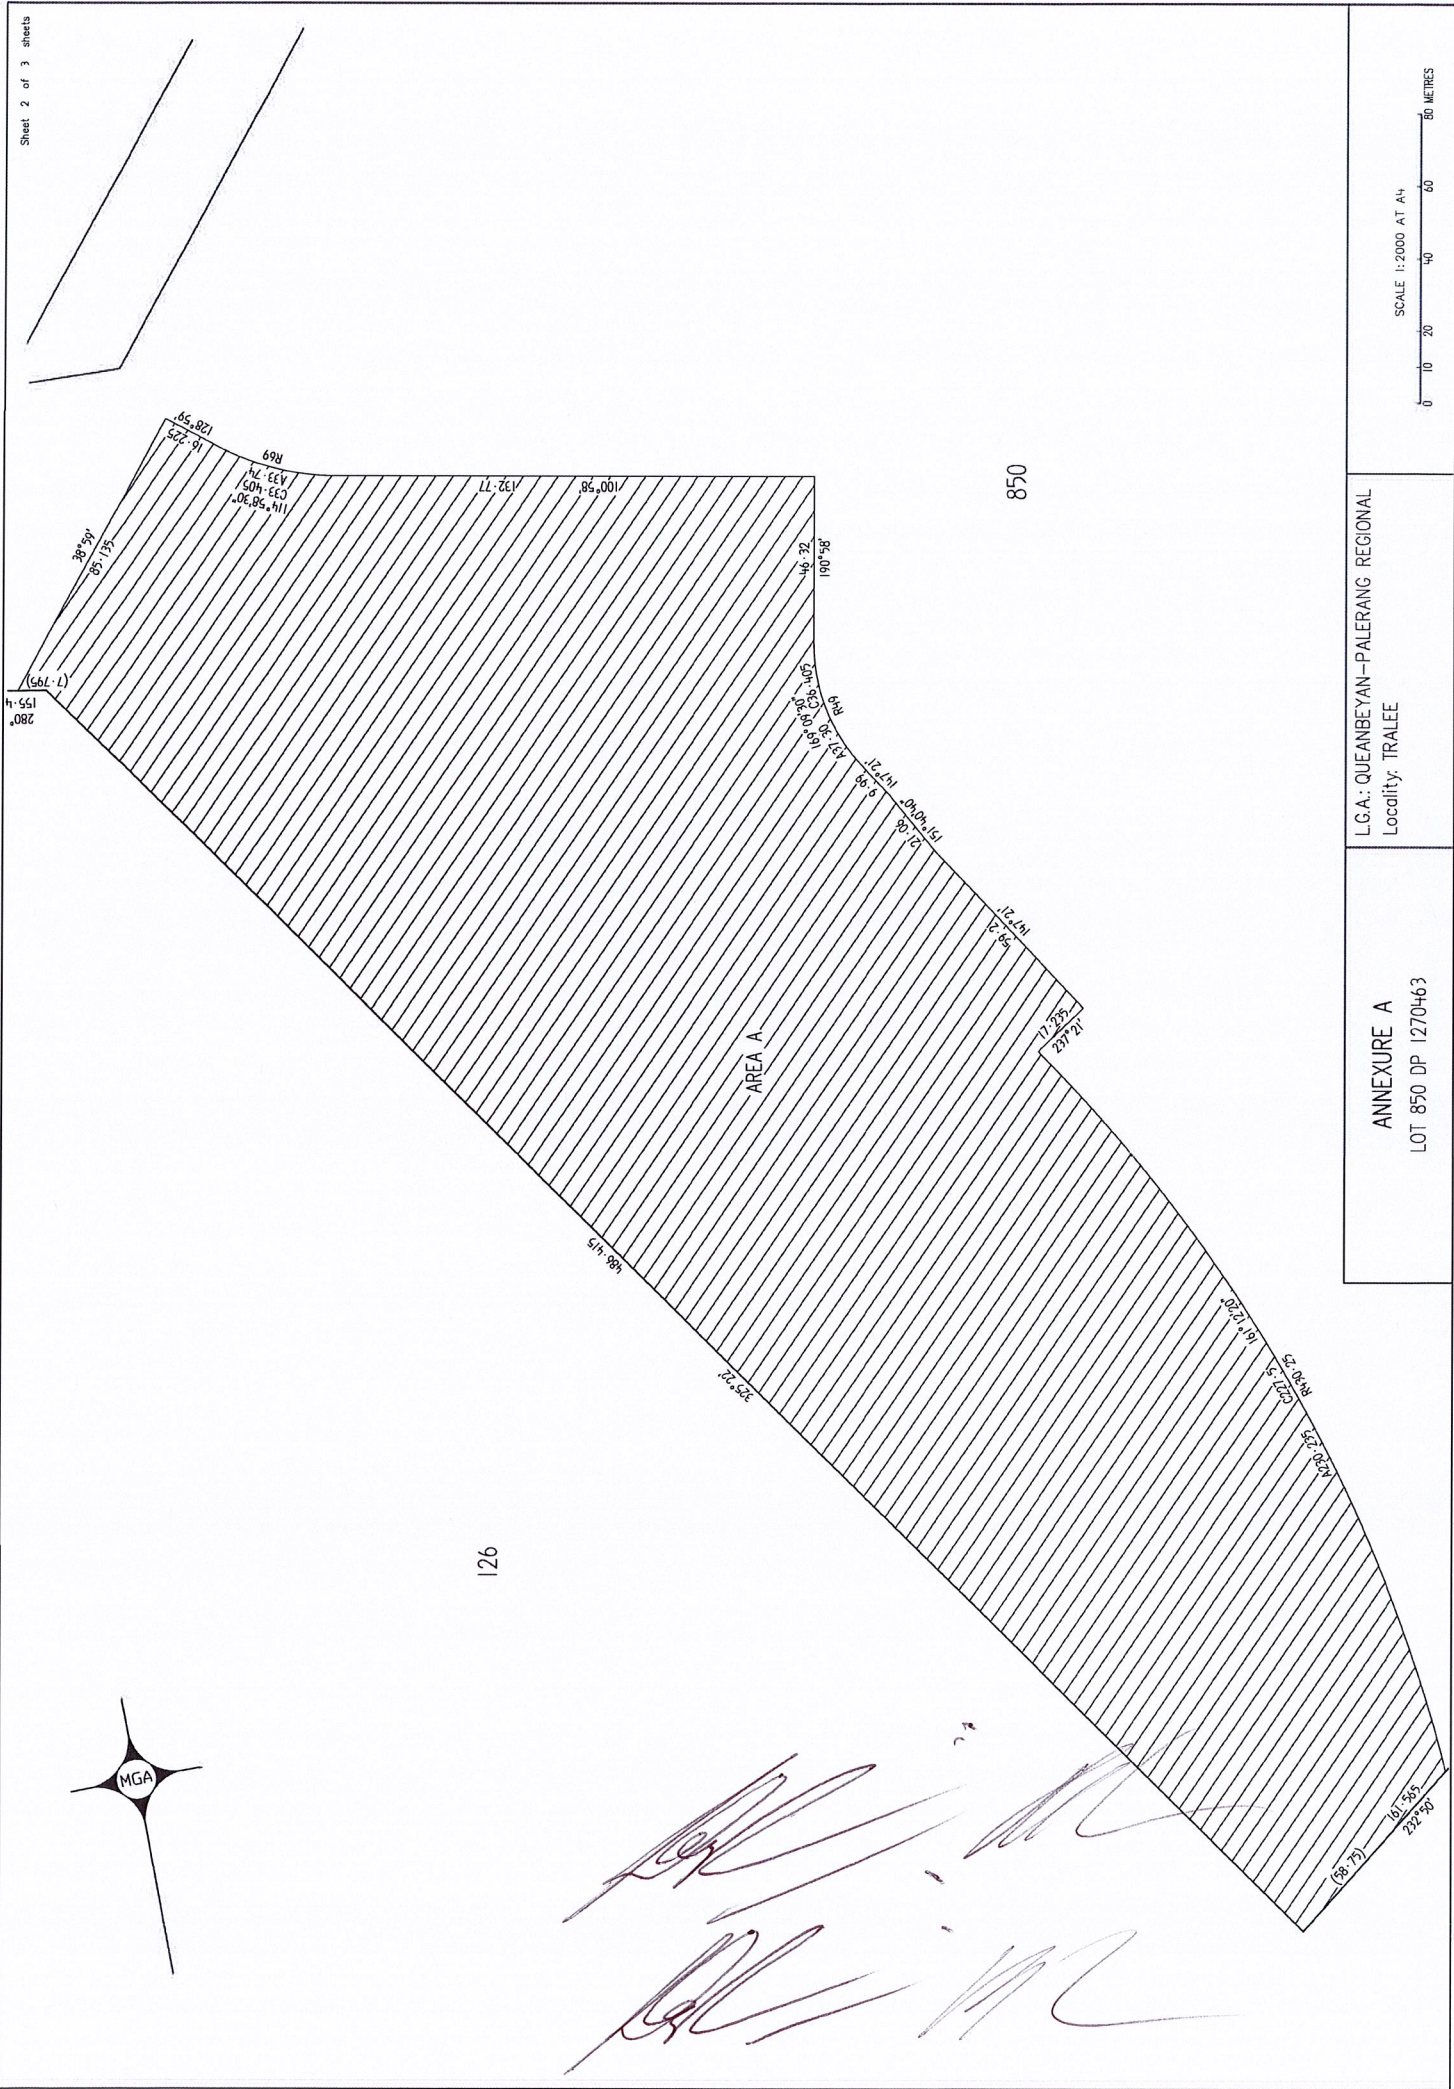 Sheet 2 of 3 sheets
280°
155·4
(7·795)
38°59'
85·135
128°59'
16·225
114°58'30"
C33·405
A33·74
R69
132·77
100°58'
46·32
190°58'
169°09'30" C36·405
A37·30 R49
9·99
147°21'
21·06
151°40'40"
59·2
147°21'
17·235
237°21'
161°12'20"
C227·5
R430·25
A230·235
161·565
232°50'
(58·75)
325°22'
486·415
AREA A
126
850
MGA
ANNEXURE A
LOT 850 DP 1270463
L.G.A.: QUEANBEYAN-PALERANG REGIONAL
Locality: TRALEE
SCALE 1:2000 AT A4
0 10 20 40 60 80 METRES